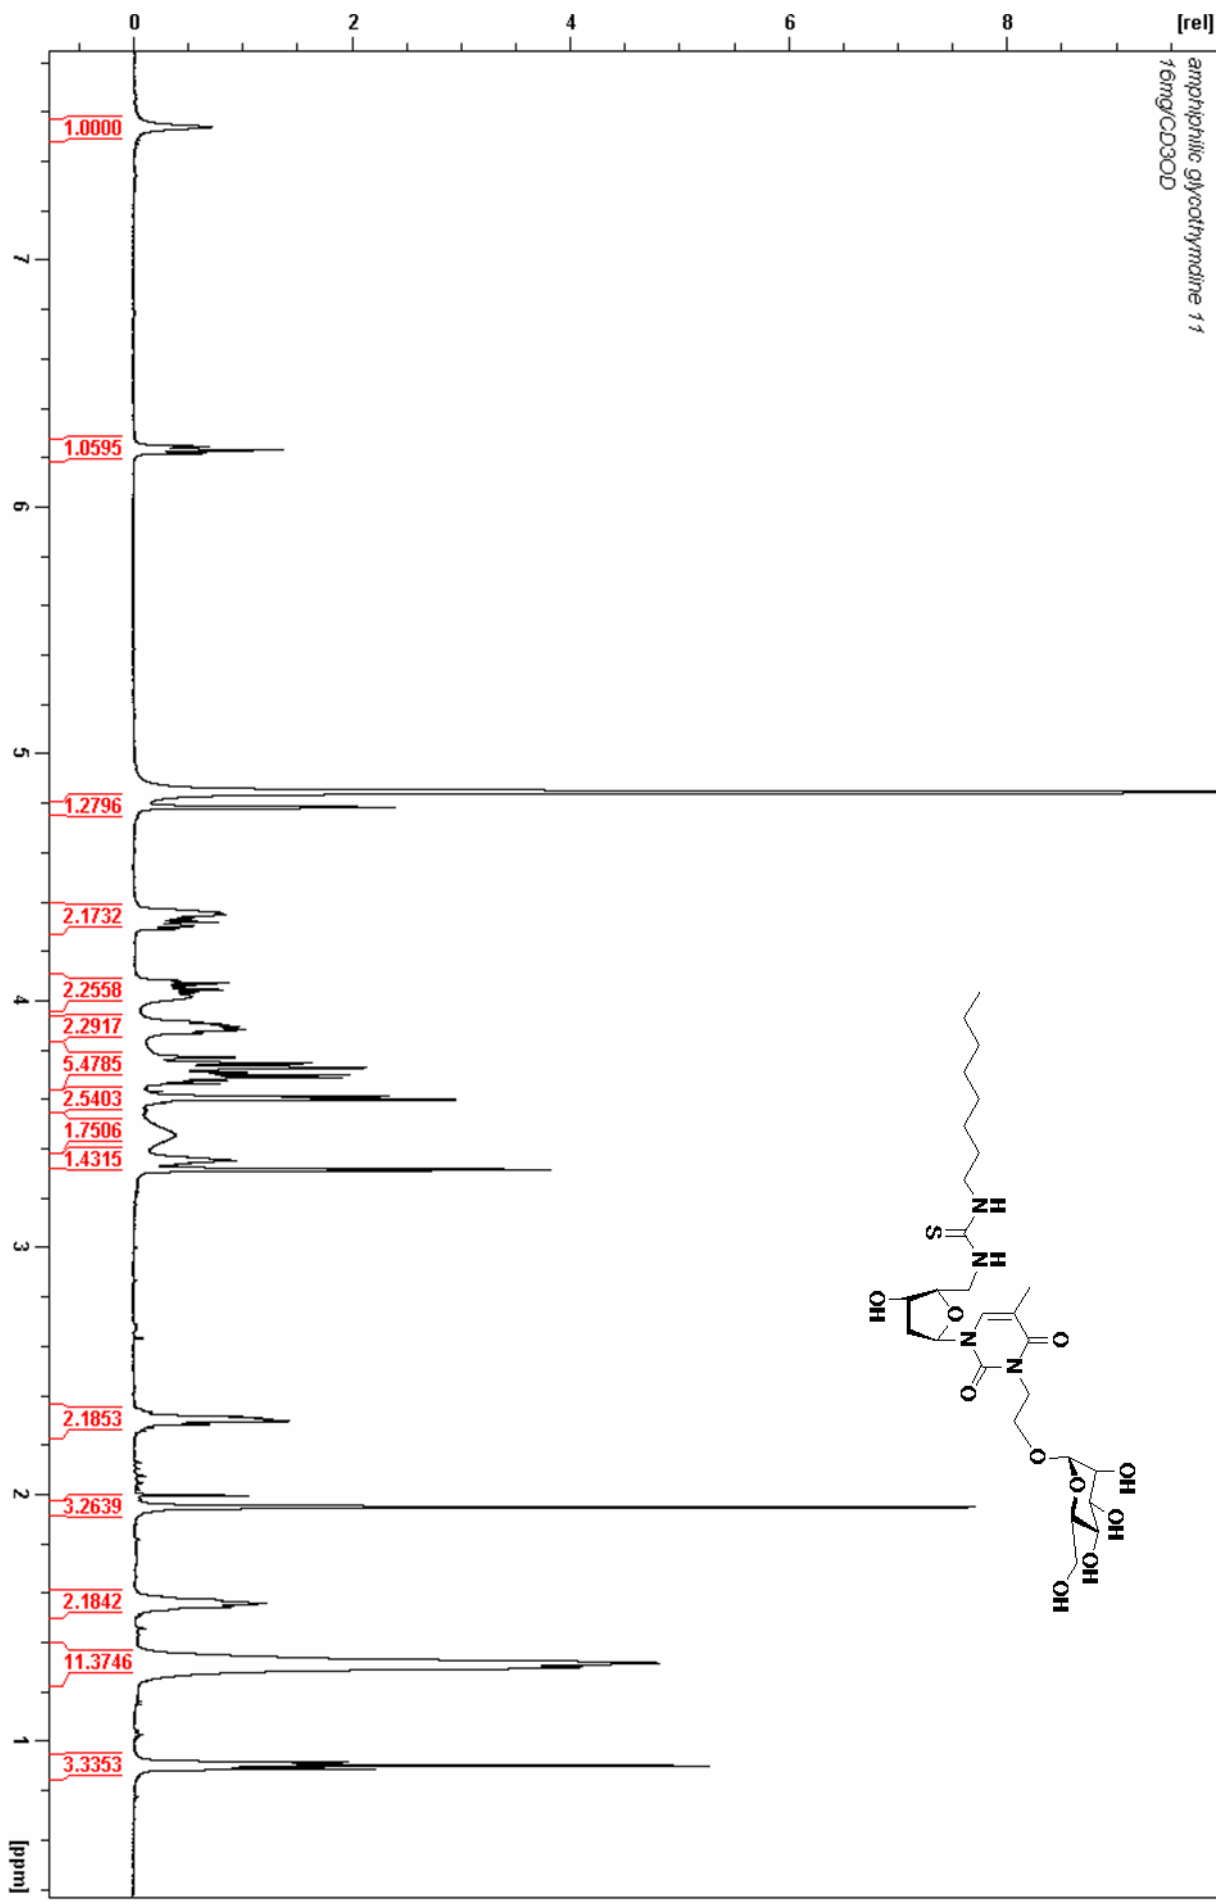 amphiphilic glycothymdine 11
16mg/CD3OD
[rel]
8
6
4
2
0
1.0000
1.0595
1.2796
2.1732
2.2558
2.2917
5.4785
2.5403
1.7506
1.4315
2.1853
3.2639
2.1842
11.3746
3.3353
7
6
5
4
3
2
1
[ppm]
H
N
S
H
N
O
OH
N
O
N
O
O
O
OH
OH
OH
OH